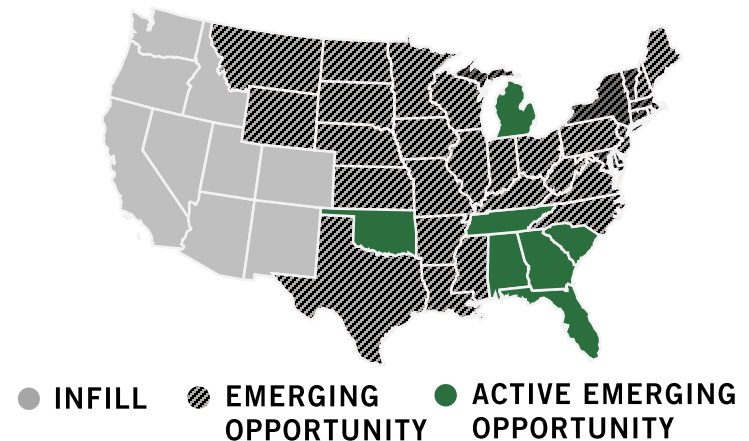 INFILL
EMERGING
OPPORTUNITY
ACTIVE EMERGING
OPPORTUNITY